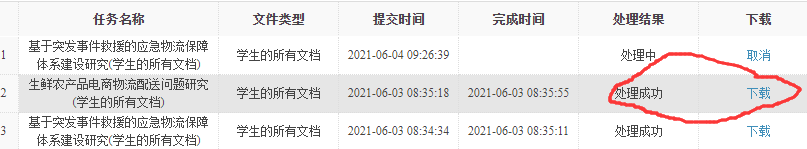 任务名称 文件类型 提交时间 完成时间 处理结果 下载
1 基于突发事件救援的应急物流保障体系建设研究(学生的所有文档) 学生的所有文档 2021-06-04 09:26:39 处理中 取消
2 生鲜农产品电商物流配送问题研究(学生的所有文档) 学生的所有文档 2021-06-03 08:35:18 2021-06-03 08:35:55 处理成功 下载
3 基于突发事件救援的应急物流保障体系建设研究(学生的所有文档) 学生的所有文档 2021-06-03 08:34:34 2021-06-03 08:35:11 处理成功 下载